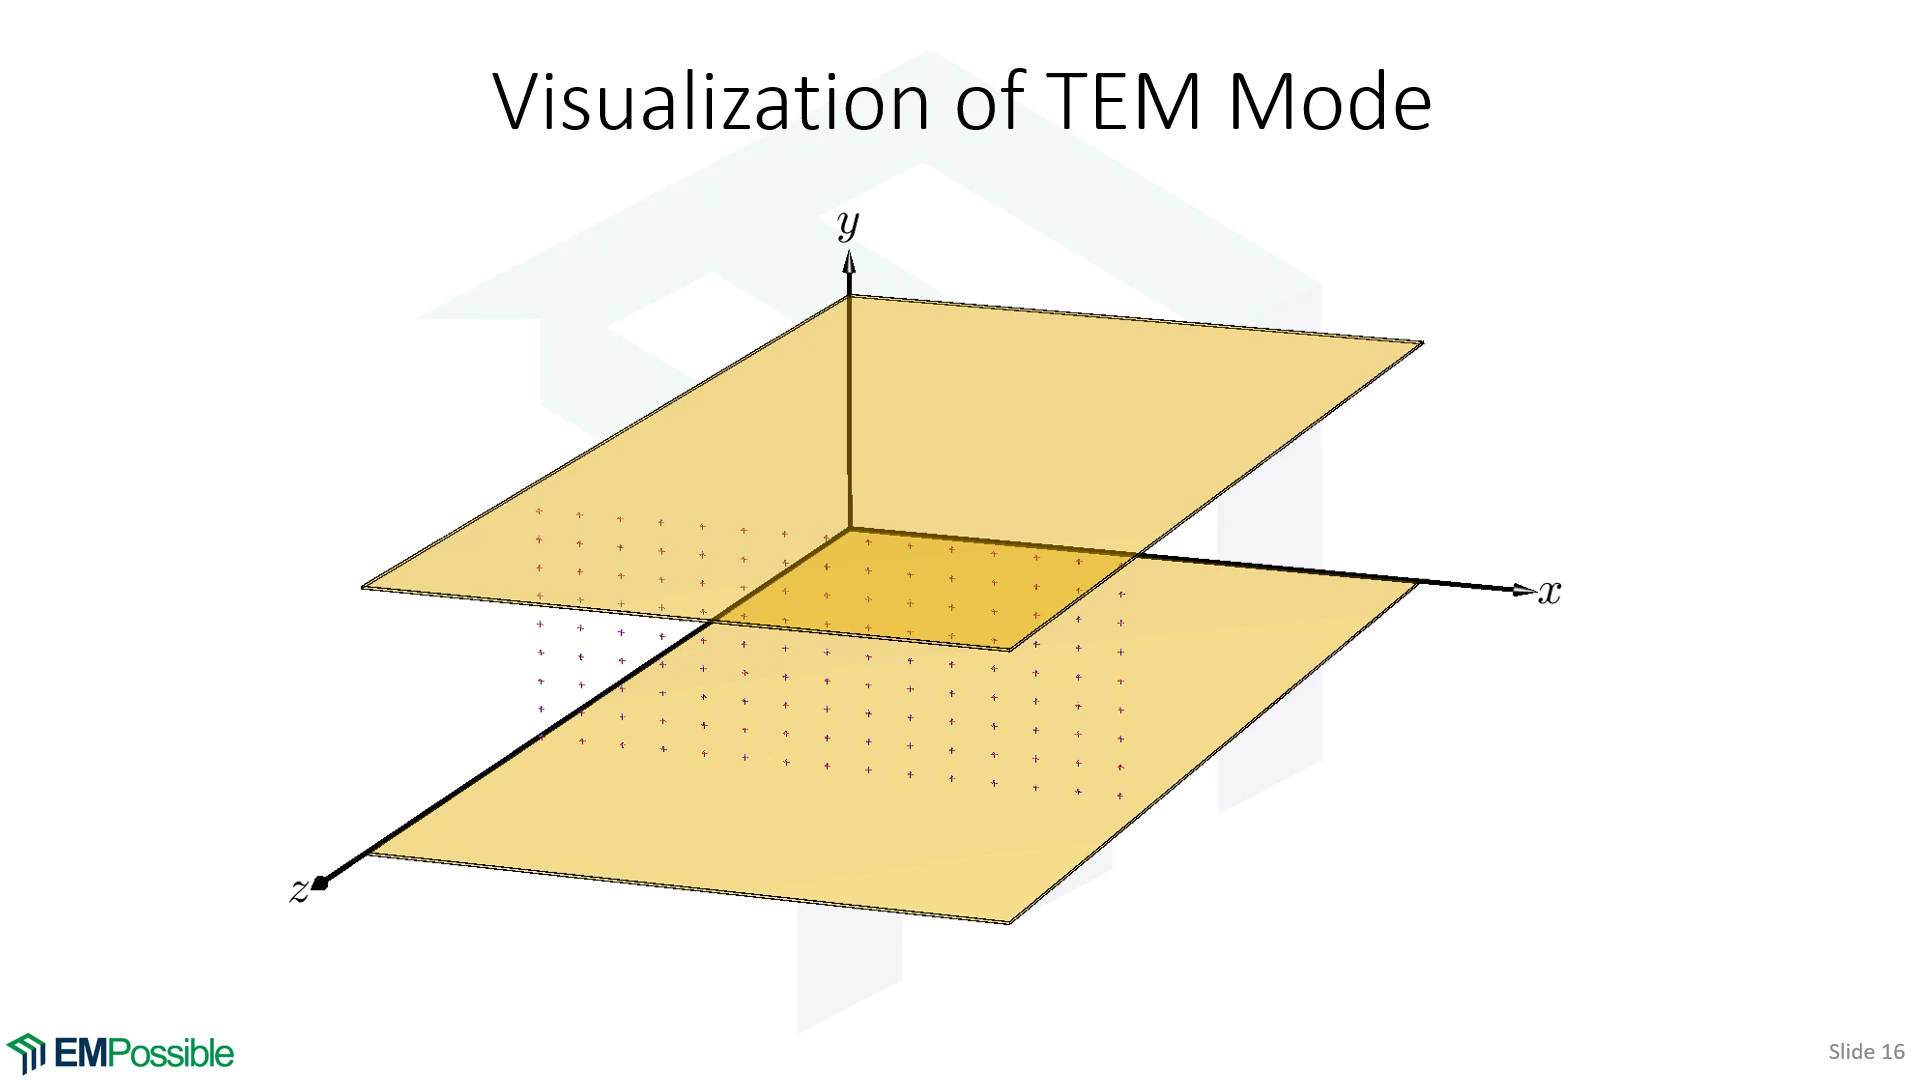 Visualization of TEM Mode
y
x
z
EMPossible
Slide 16